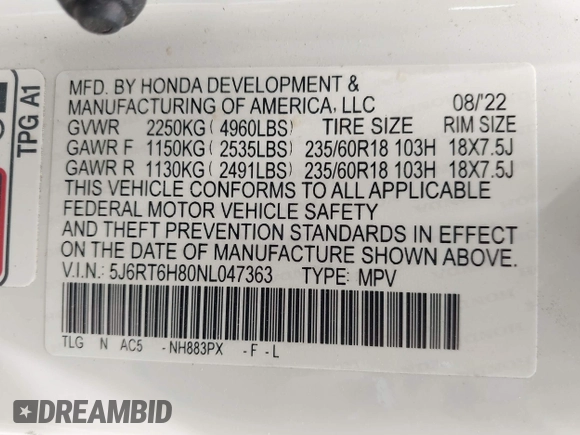 MFD. BY HONDA DEVELOPMENT &
MANUFACTURING OF AMERICA, LLC 08/'22
GVWR 2250KG ( 4960LBS) TIRE SIZE RIM SIZE
GAWR F 1150KG ( 2535LBS) 235/60R18 103H 18X7.5J
GAWR R 1130KG ( 2491LBS) 235/60R18 103H 18X7.5J
THIS VEHICLE CONFORMS TO ALL APPLICABLE
FEDERAL MOTOR VEHICLE SAFETY
AND THEFT PREVENTION STANDARDS IN EFFECT
ON THE DATE OF MANUFACTURE SHOWN ABOVE.
V.I.N.: 5J6RT6H80NL047363 TYPE: MPV
TLG N AC5 -NH883PX -F-L
TPG A1
DREAMBID